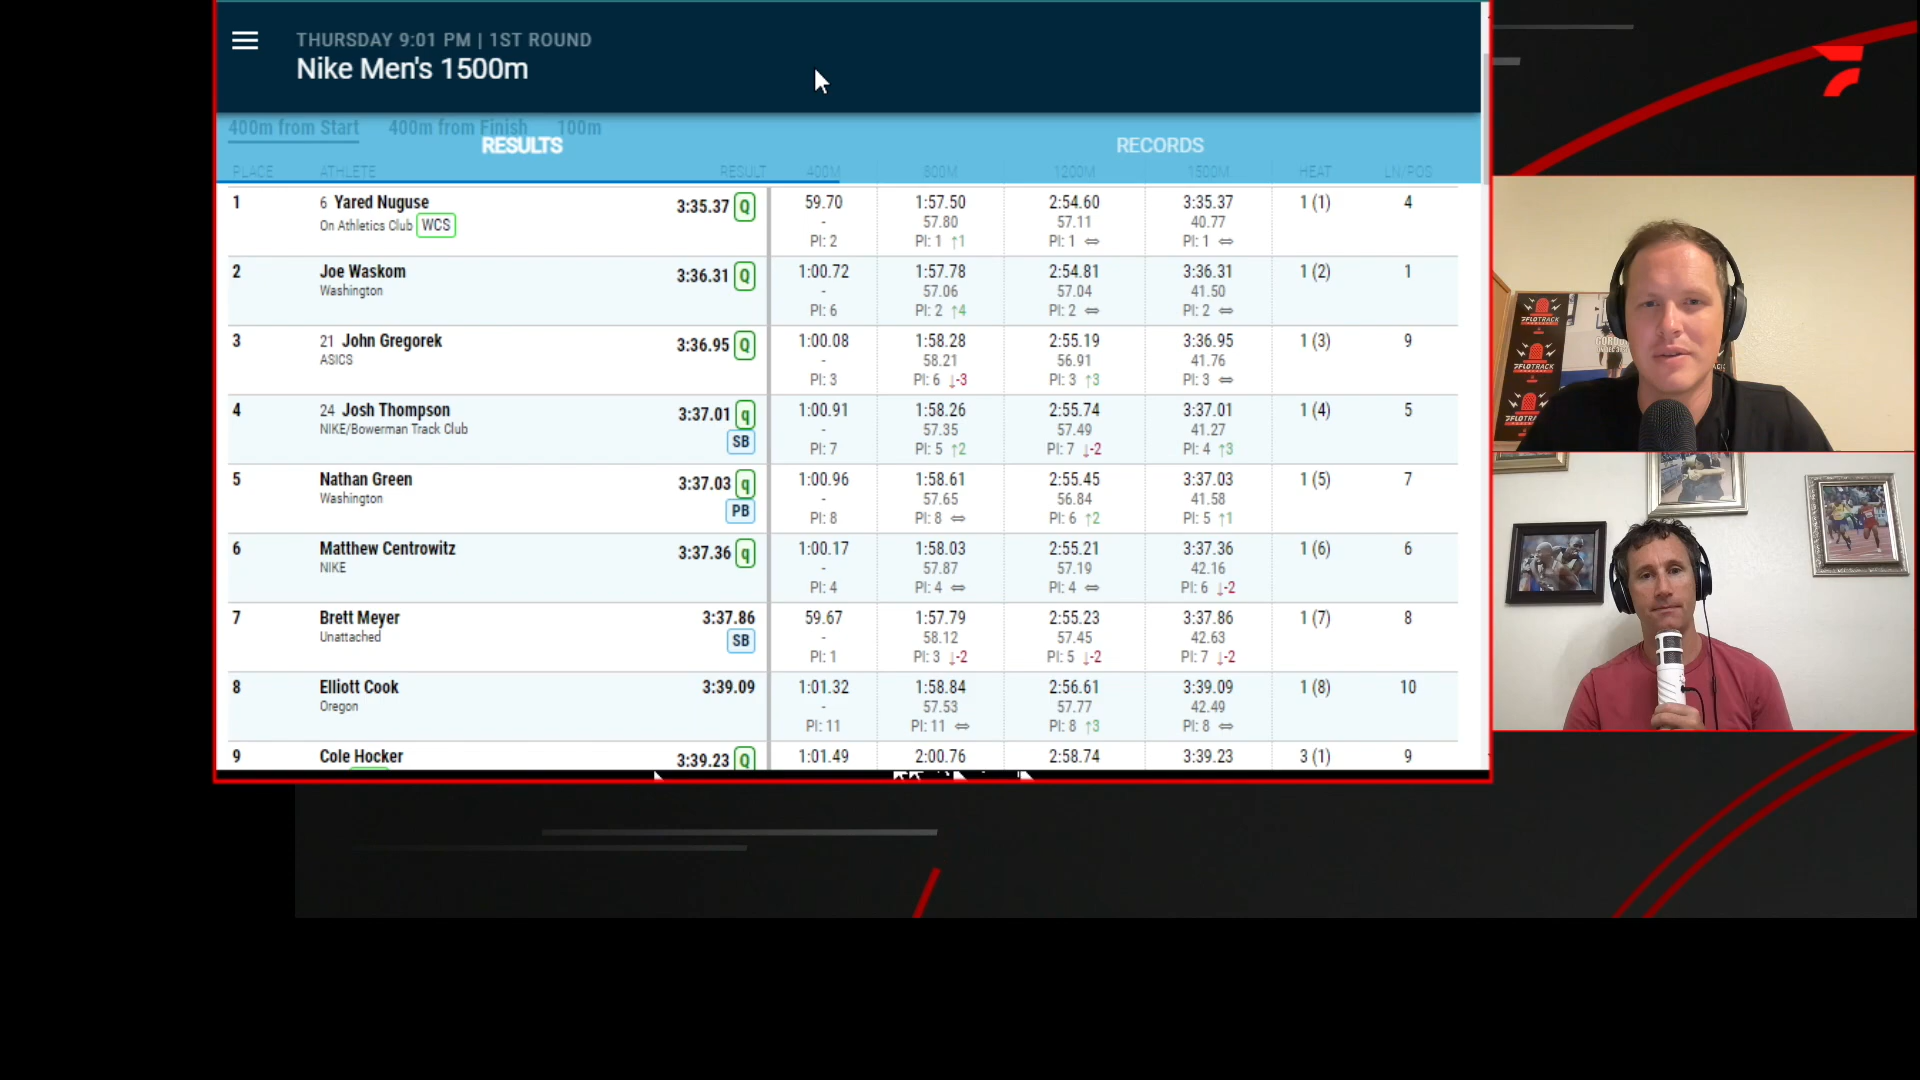 THURSDAY 9:01 PM | 1ST ROUND
Nike Men's 1500m
400m from Start 400m from Finish 100m
RESULTS RECORDS
PLACE ATHLETE RESULT 400M 800M 1200M 1500M HEAT LN/POS
1 6 Yared Nuguse 3:35.37 Q 59.70 1:57.50 2:54.60 3:35.37 1 (1) 4
On Athletics Club WCS - 57.80 57.11 40.77
Pl: 2 Pl: 1 ↑1 Pl: 1 ⇔ Pl: 1 ⇔
2 Joe Waskom 3:36.31 Q 1:00.72 1:57.78 2:54.81 3:36.31 1 (2) 1
Washington - 57.06 57.04 41.50
Pl: 6 Pl: 2 ↑4 Pl: 2 ⇔ Pl: 2 ⇔
3 21 John Gregorek 3:36.95 Q 1:00.08 1:58.28 2:55.19 3:36.95 1 (3) 9
ASICS - 58.21 56.91 41.76
Pl: 3 Pl: 6 ↓-3 Pl: 3 ↑3 Pl: 3 ⇔
4 24 Josh Thompson 3:37.01 q 1:00.91 1:58.26 2:55.74 3:37.01 1 (4) 5
NIKE/Bowerman Track Club SB - 57.35 57.49 41.27
Pl: 7 Pl: 5 ↑2 Pl: 7 ↓-2 Pl: 4 ↑3
5 Nathan Green 3:37.03 q 1:00.96 1:58.61 2:55.45 3:37.03 1 (5) 7
Washington PB - 57.65 56.84 41.58
Pl: 8 Pl: 8 ⇔ Pl: 6 ↑2 Pl: 5 ↑1
6 Matthew Centrowitz 3:37.36 q 1:00.17 1:58.03 2:55.21 3:37.36 1 (6) 6
NIKE - 57.87 57.19 42.16
Pl: 4 Pl: 4 ⇔ Pl: 4 ⇔ Pl: 6 ↓-2
7 Brett Meyer 3:37.86 59.67 1:57.79 2:55.23 3:37.86 1 (7) 8
Unattached SB - 58.12 57.45 42.63
Pl: 1 Pl: 3 ↓-2 Pl: 5 ↓-2 Pl: 7 ↓-2
8 Elliott Cook 3:39.09 1:01.32 1:58.84 2:56.61 3:39.09 1 (8) 10
Oregon - 57.53 57.77 42.49
Pl: 11 Pl: 11 ⇔ Pl: 8 ↑3 Pl: 8 ⇔
9 Cole Hocker 3:39.23 Q 1:01.49 2:00.76 2:58.74 3:39.23 3 (1) 9
FLOTRACK
FLOTRACK